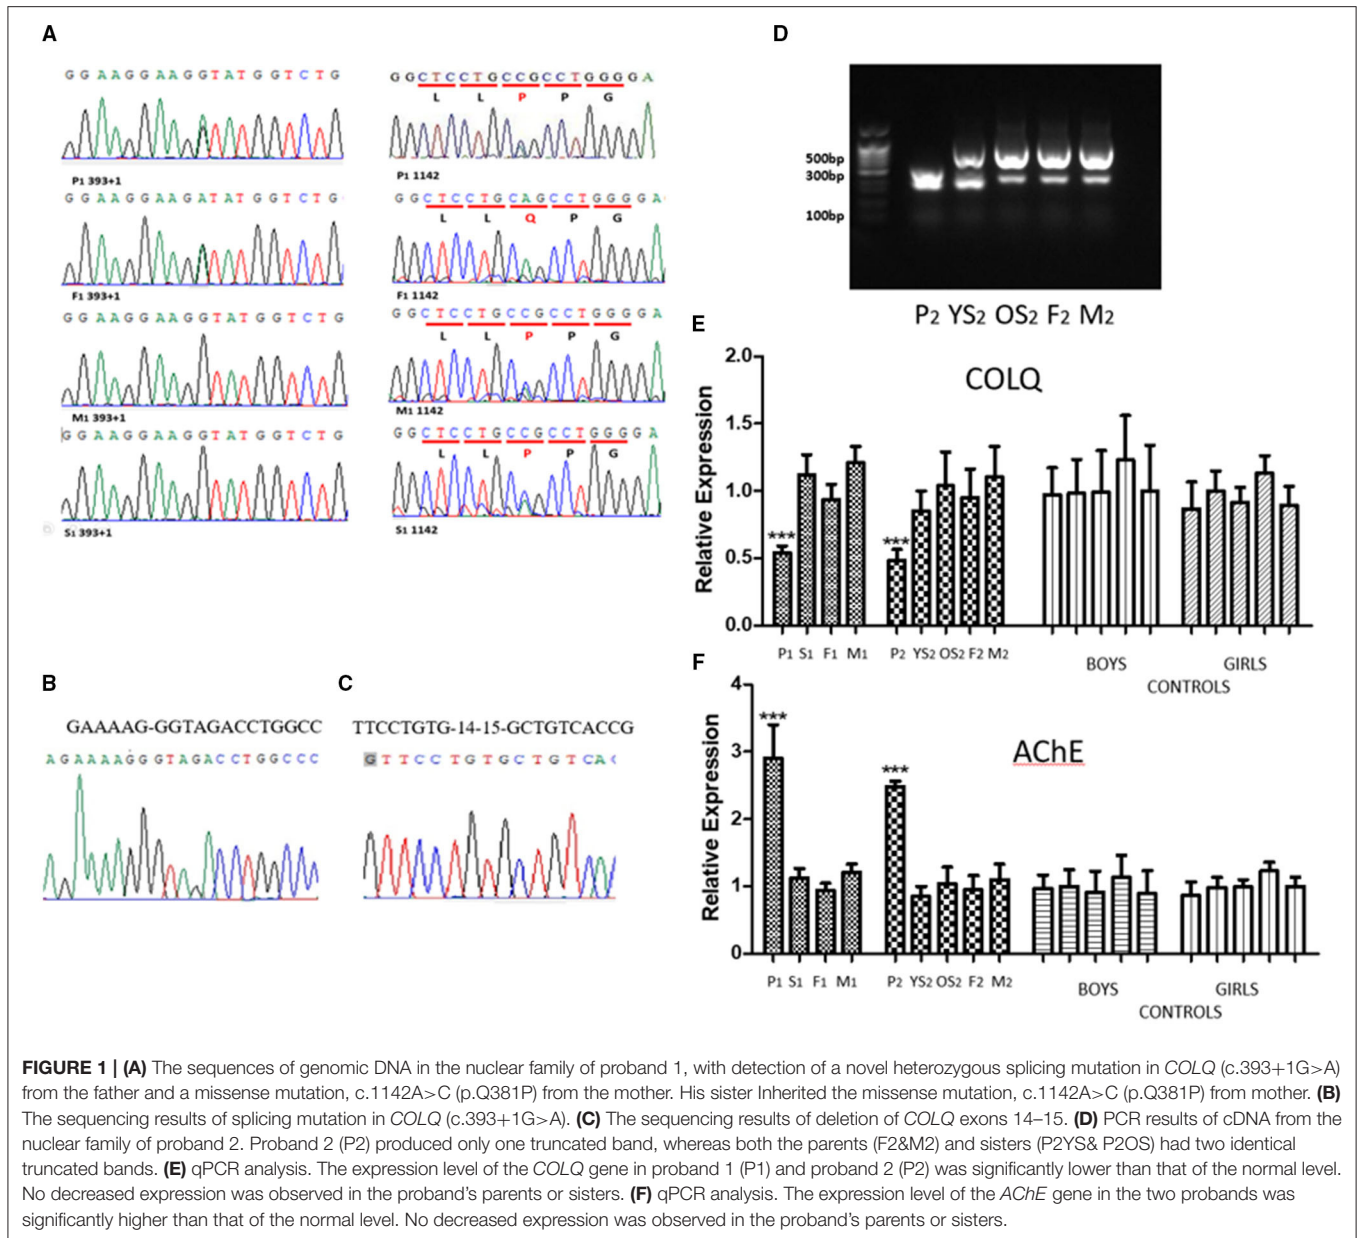 A
G G A A G G A A G G T A T G G T C T G
P1 393+1
G G A A G G A A G A T A T G G T C T G
F1 393+1
G G A A G G A A G G T A T G G T C T G
M1 393+1
G G A A G G A A G G T A T G G T C T G
S1 393+1
G G C T C C T G C C G C C T G G G G A
L L P P G
P1 1142
G G C T C C T G C A G C C T G G G G A
L L Q P G
F1 1142
G G C T C C T G C C G C C T G G G G A
L L P P G
M1 1142
G G C T C C T G C C G C C T G G G G A
L L P P G
S1 1142
B
GAAAAG-GGTAGACCTGGCC
A G A A A A G G G T A G A C C T G G C C C
C
TTCCTGTG-14-15-GCTGTCACCG
G T T C C T G T G C T G T C A C
D
500bp
300bp
100bp
P2 YS2 OS2 F2 M2
E
COLQ
Relative Expression
2.0
1.5
1.0
0.5
0.0
***
***
P1 S1 F1 M1 P2 YS2 OS2 F2 M2
BOYS GIRLS
CONTROLS
F
AChE
Relative Expression
4
3
2
1
0
***
***
P1 S1 F1 M1 P2 YS2 OS2 F2 M2
BOYS GIRLS
CONTROLS
FIGURE 1 | (A) The sequences of genomic DNA in the nuclear family of proband 1, with detection of a novel heterozygous splicing mutation in COLQ (c.393+1G>A)
from the father and a missense mutation, c.1142A>C (p.Q381P) from the mother. His sister Inherited the missense mutation, c.1142A>C (p.Q381P) from mother. (B)
The sequencing results of splicing mutation in COLQ (c.393+1G>A). (C) The sequencing results of deletion of COLQ exons 14–15. (D) PCR results of cDNA from the
nuclear family of proband 2. Proband 2 (P2) produced only one truncated band, whereas both the parents (F2&M2) and sisters (P2YS& P2OS) had two identical
truncated bands. (E) qPCR analysis. The expression level of the COLQ gene in proband 1 (P1) and proband 2 (P2) was significantly lower than that of the normal level.
No decreased expression was observed in the proband's parents or sisters. (F) qPCR analysis. The expression level of the AChE gene in the two probands was
significantly higher than that of the normal level. No decreased expression was observed in the proband's parents or sisters.